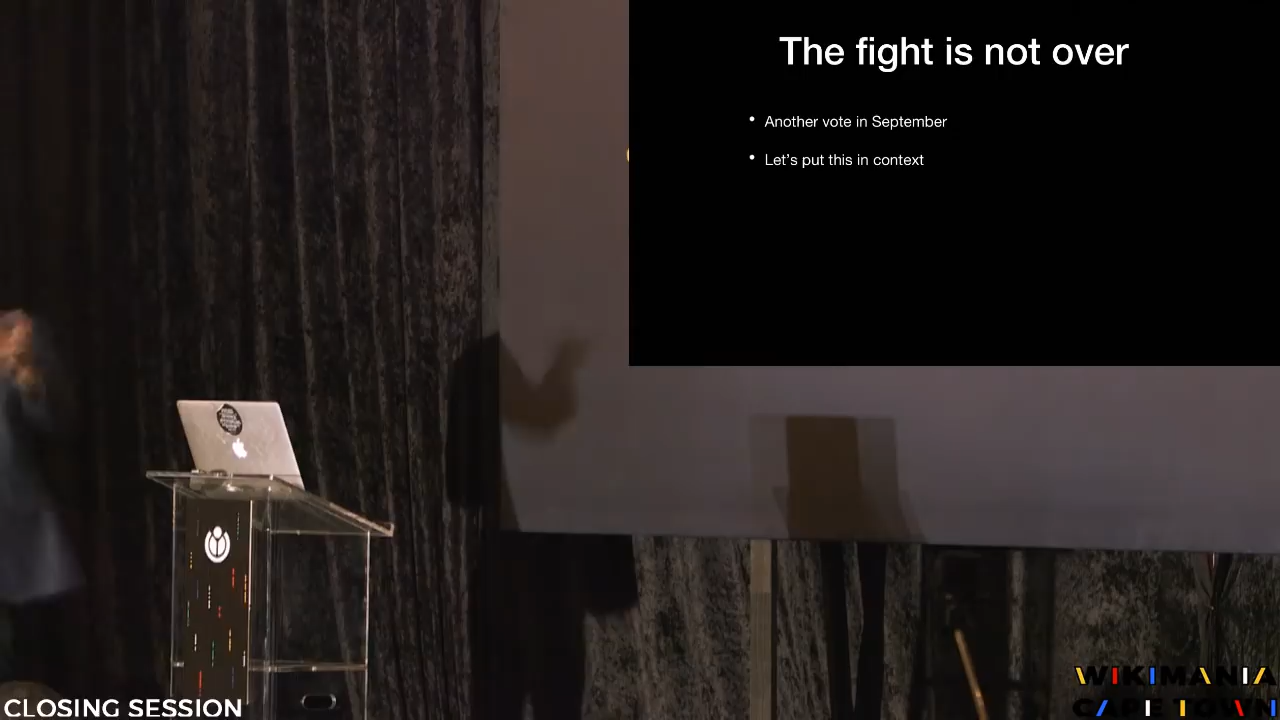 The fight is not over
• Another vote in September
• Let's put this in context
CLOSING SESSION
WIKIMANIA
CAPE TOWN